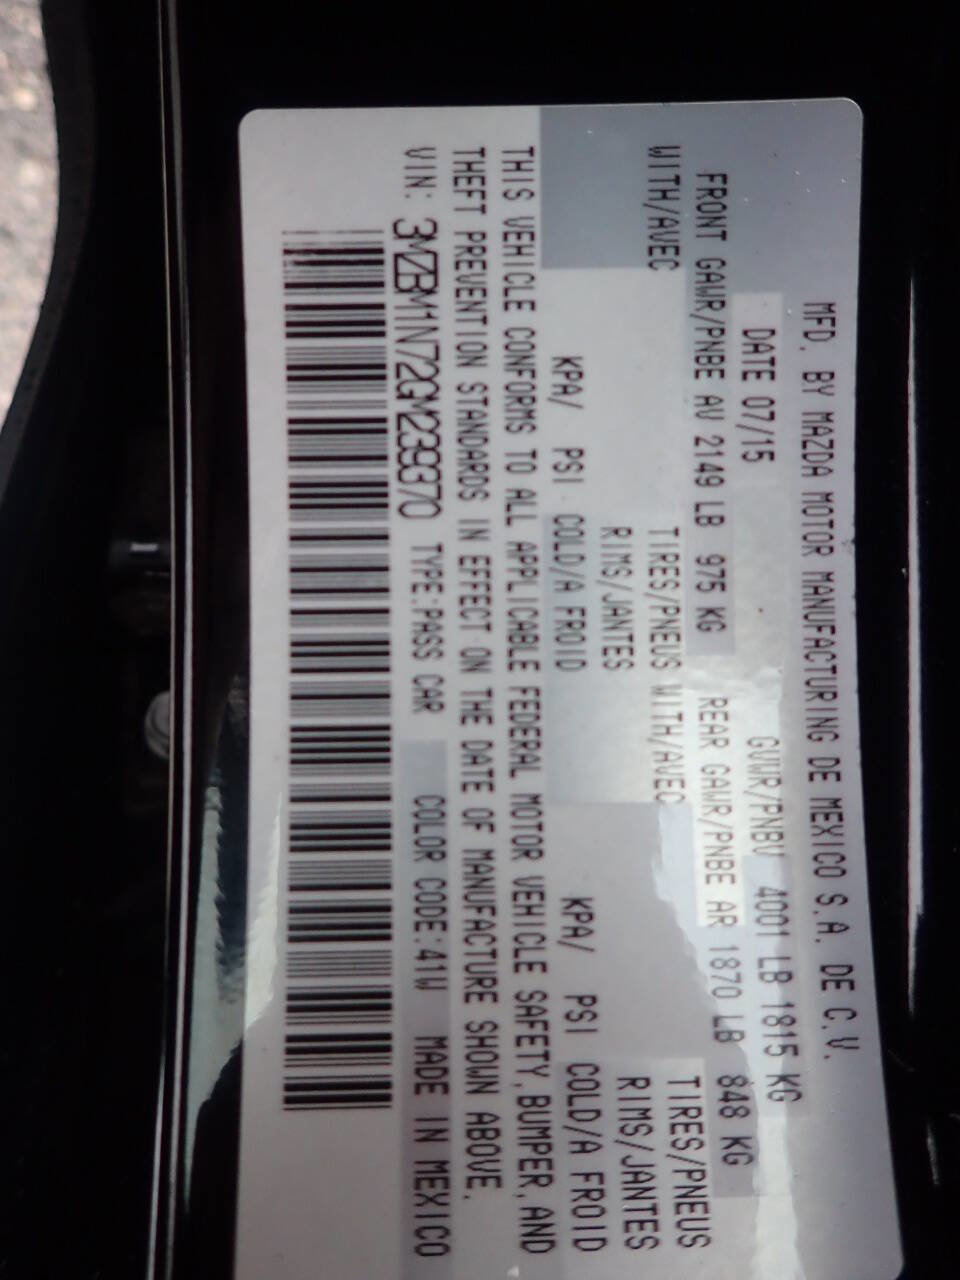 MFD. BY MAZDA MOTOR MANUFACTURING DE MEXICO S.A. DE C.V.
DATE 07/15 GVWR/PNBV 4001 LB 1815 KG
FRONT GAWR/PNBE AV 2149 LB 975 KG REAR GAWR/PNBE AR 1870 LB 848 KG
WITH/AVEC TIRES/PNEUS WITH/AVEC TIRES/PNEUS
RIMS/JANTES RIMS/JANTES
KPA/ PSI COLD/A FROID KPA/ PSI COLD/A FROID
THIS VEHICLE CONFORMS TO ALL APPLICABLE FEDERAL MOTOR VEHICLE SAFETY, BUMPER, AND
THEFT PREVENTION STANDARDS IN EFFECT ON THE DATE OF MANUFACTURE SHOWN ABOVE.
VIN: 3MZBM1N72GM239370 TYPE:PASS CAR COLOR CODE:41W MADE IN MEXICO